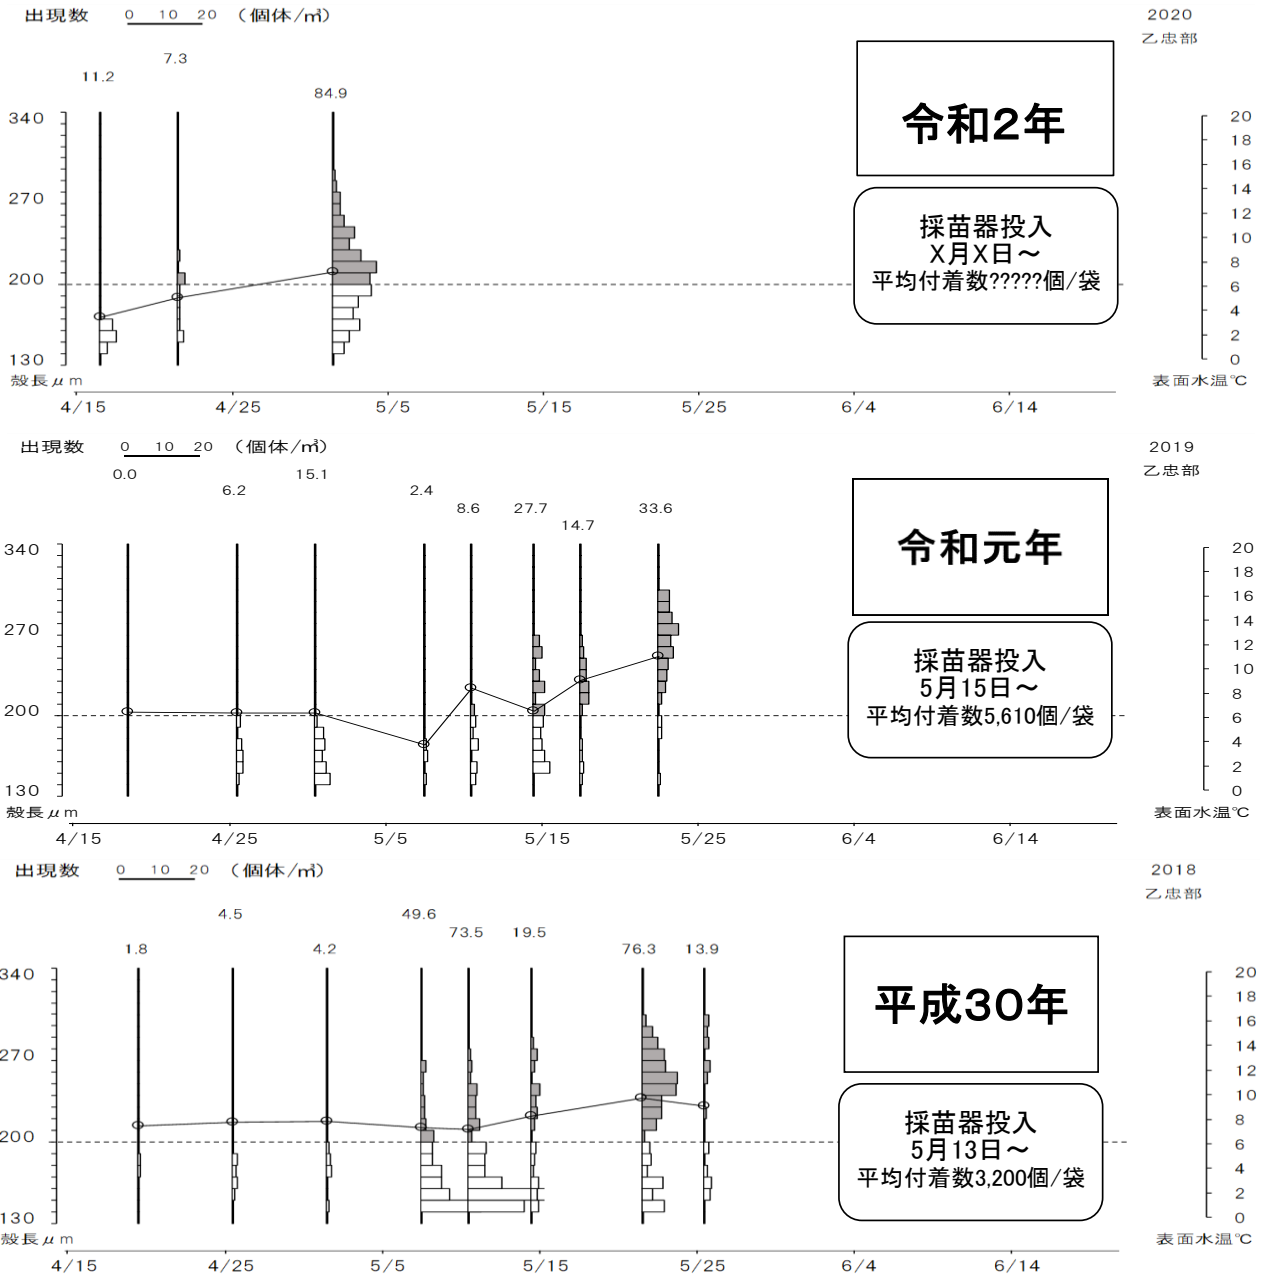 出現数 0 10 20 （個体/㎥）
2020
乙忠部
11.2 7.3 84.9
340
270
200
130
殻長μm
4/15 4/25 5/5 5/15 5/25 6/4 6/14
令和2年
採苗器投入
X月X日～
平均付着数?????個/袋
20
18
16
14
12
10
8
6
4
2
0
表面水温℃
出現数 0 10 20 （個体/㎥）
2019
乙忠部
0.0 6.2 15.1 2.4 8.6 27.7 14.7 33.6
340
270
200
130
殻長μm
4/15 4/25 5/5 5/15 5/25 6/4 6/14
令和元年
採苗器投入
5月15日～
平均付着数5,610個/袋
20
18
16
14
12
10
8
6
4
2
0
表面水温℃
出現数 0 10 20 （個体/㎥）
2018
乙忠部
1.8 4.5 4.2 49.6 73.5 19.5 76.3 13.9
340
270
200
130
殻長μm
4/15 4/25 5/5 5/15 5/25 6/4 6/14
平成30年
採苗器投入
5月13日～
平均付着数3,200個/袋
20
18
16
14
12
10
8
6
4
2
0
表面水温℃